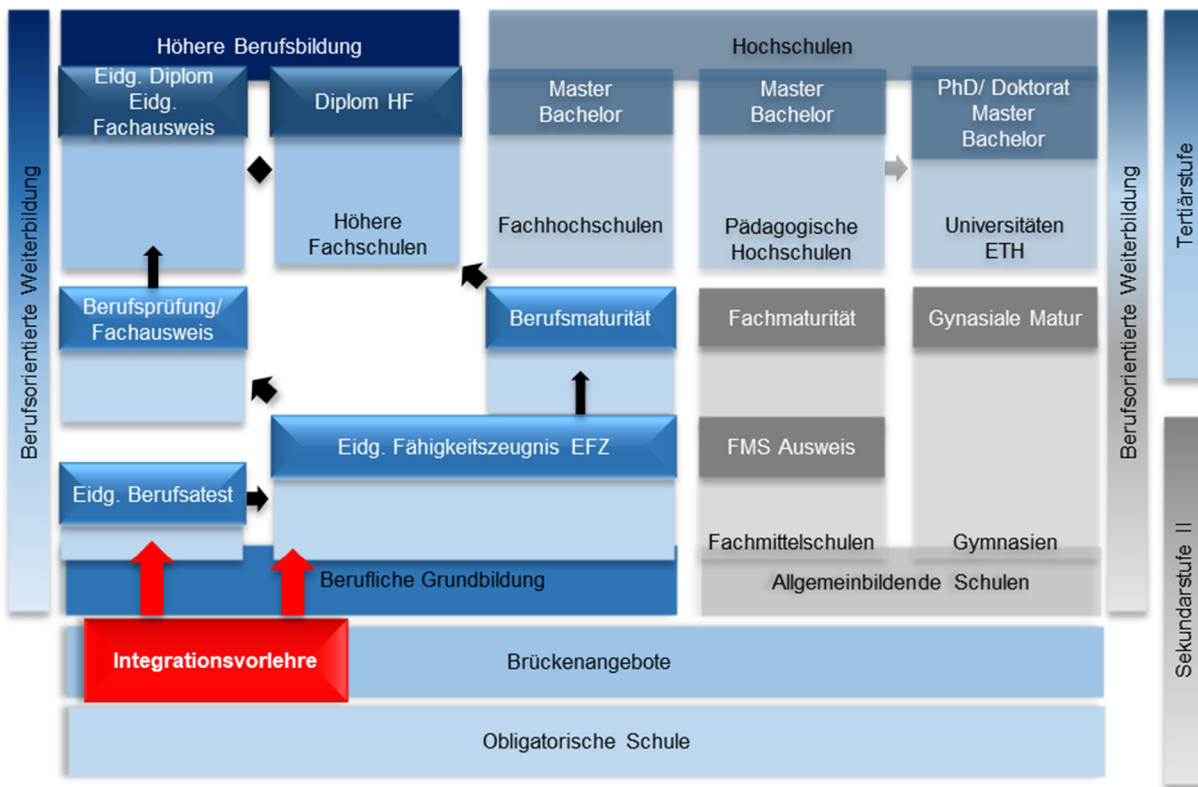 Höhere Berufsbildung
Hochschulen
Eidg. Diplom
Eidg.
Fachausweis
Diplom HF
Master
Bachelor
Master
Bachelor
PhD/ Doktorat
Master
Bachelor
Höhere
Fachschulen
Fachhochschulen
Pädagogische
Hochschulen
Universitäten
ETH
Berufsprüfung/
Fachausweis
Berufsmaturität
Fachmaturität
Gynasiale Matur
Eidg. Fähigkeitszeugnis EFZ
FMS Ausweis
Eidg. Berufsatest
Fachmittelschulen
Gymnasien
Berufliche Grundbildung
Allgemeinbildende Schulen
Integrationsvorlehre
Brückenangebote
Obligatorische Schule
Berufsorientierte Weiterbildung
Berufsorientierte Weiterbildung
Tertiärstufe
Sekundarstufe II